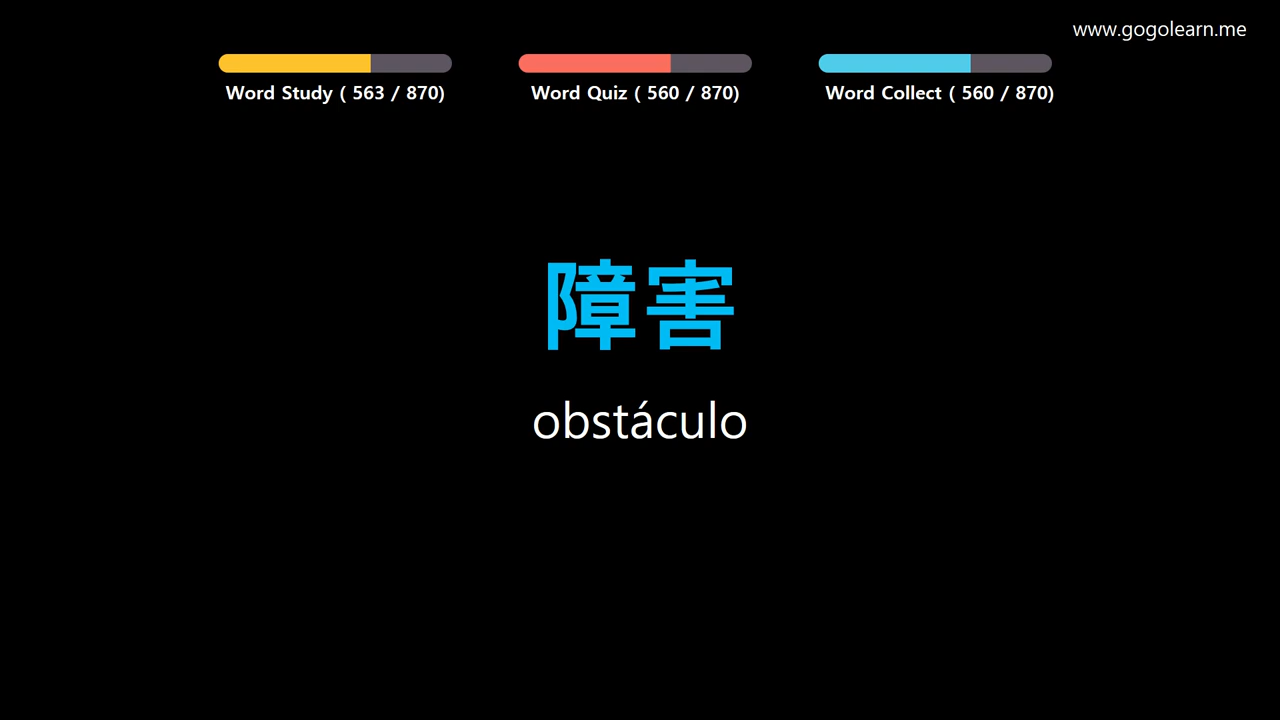 www.gogolearn.me
Word Study ( 563 / 870)
Word Quiz ( 560 / 870)
Word Collect ( 560 / 870)
障害
obstáculo